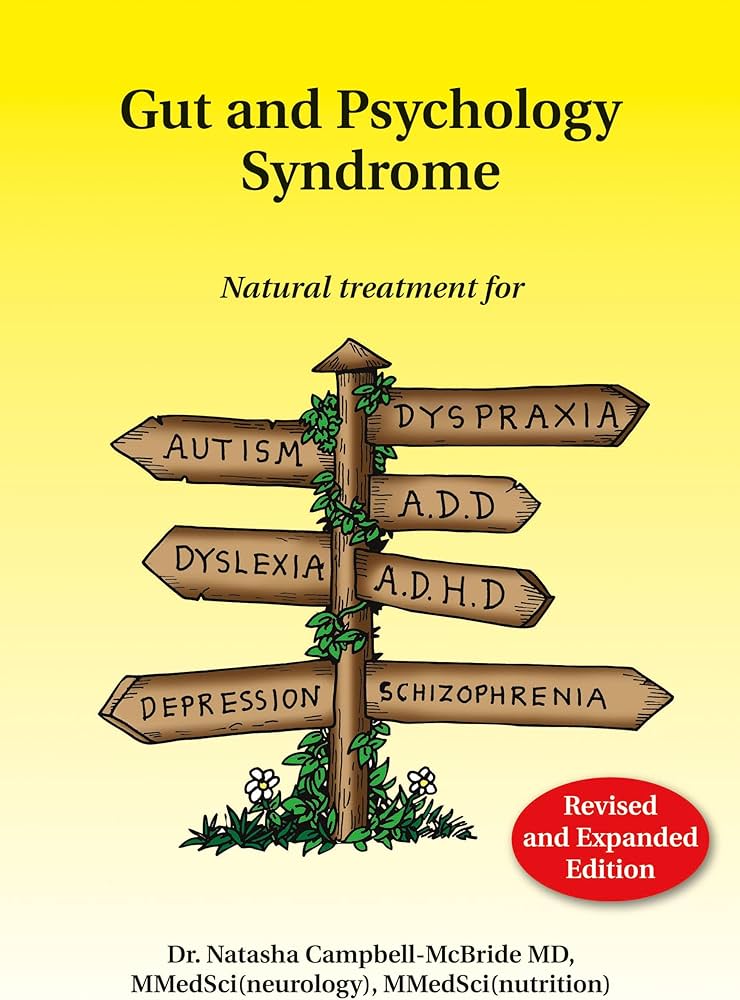 Gut and Psychology
Syndrome
Natural treatment for
DYSPRAXIA
AUTISM
A.D.D
DYSLEXIA
A.D.H.D
DEPRESSION
SCHIZOPHRENIA
Revised
and Expanded
Edition
Dr. Natasha Campbell-McBride MD,
MMedSci(neurology), MMedSci(nutrition)